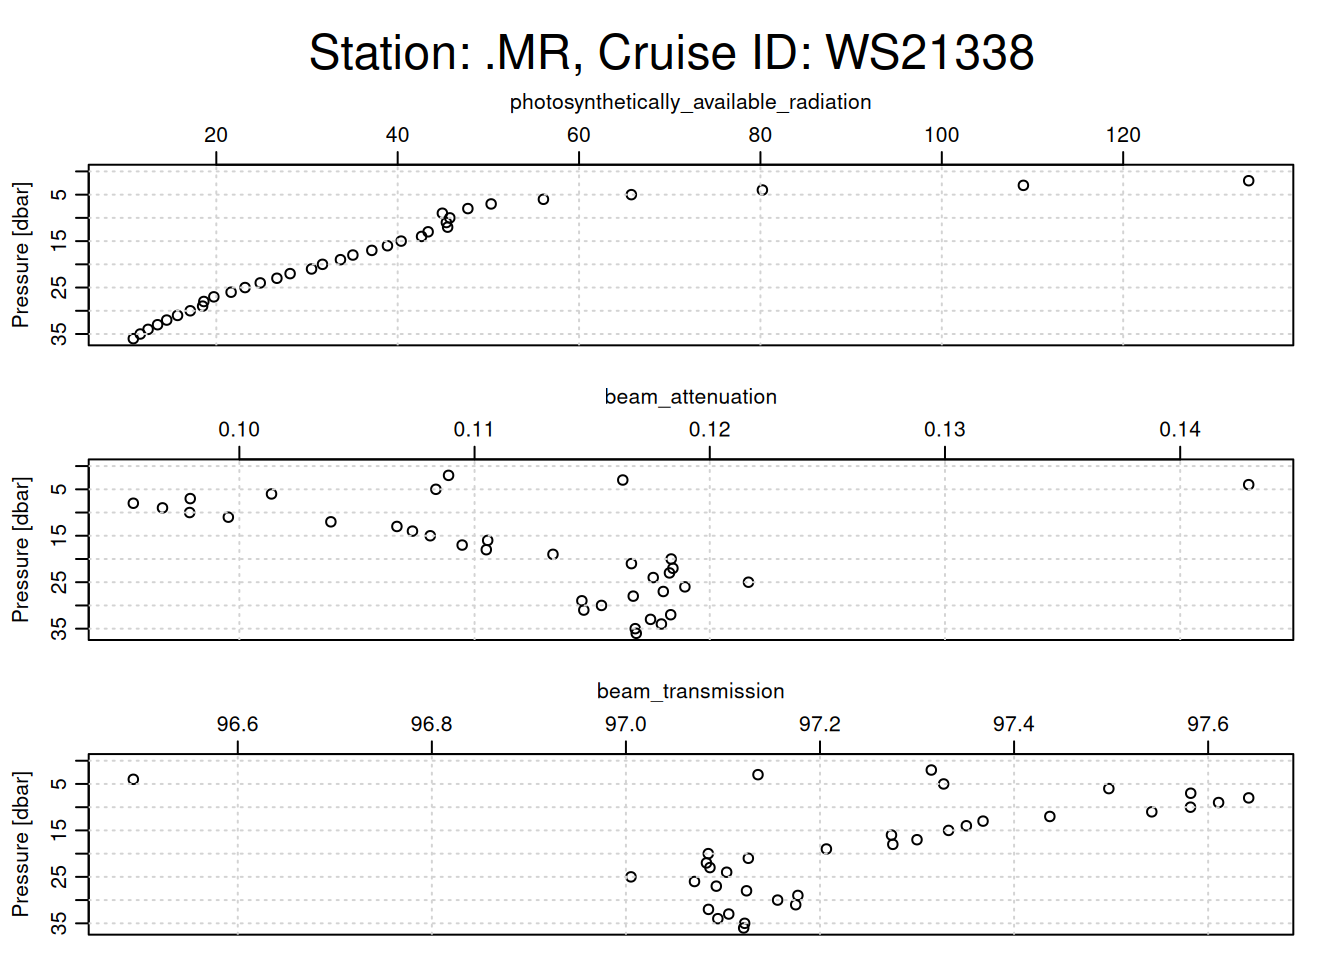 Station: .MR, Cruise ID: WS21338
photosynthetically_available_radiation
20 40 60 80 100 120
Pressure [dbar]
5
15
25
35
beam_attenuation
0.10 0.11 0.12 0.13 0.14
Pressure [dbar]
5
15
25
35
beam_transmission
96.6 96.8 97.0 97.2 97.4 97.6
Pressure [dbar]
5
15
25
35